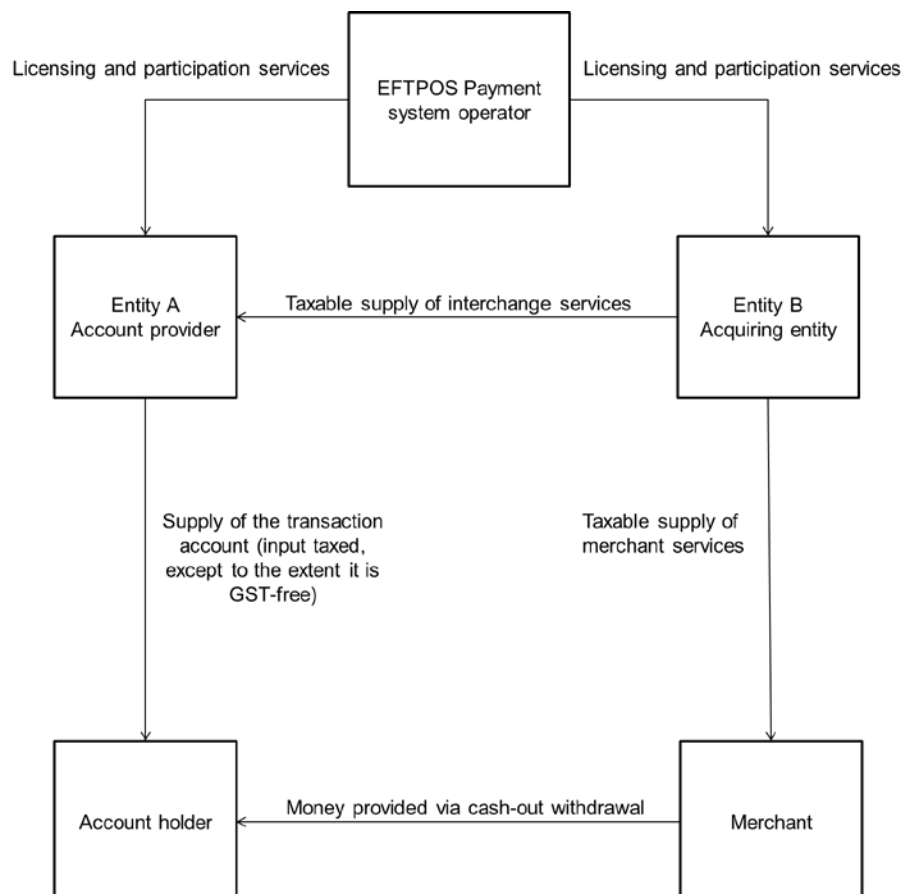 Licensing and participation services
Licensing and participation services
EFTPOS Payment
system operator
Entity A
Account provider
Taxable supply of interchange services
Entity B
Acquiring entity
Supply of the transaction
account (input taxed,
except to the extent it is
GST-free)
Taxable supply of
merchant services
Account holder
Money provided via cash-out withdrawal
Merchant